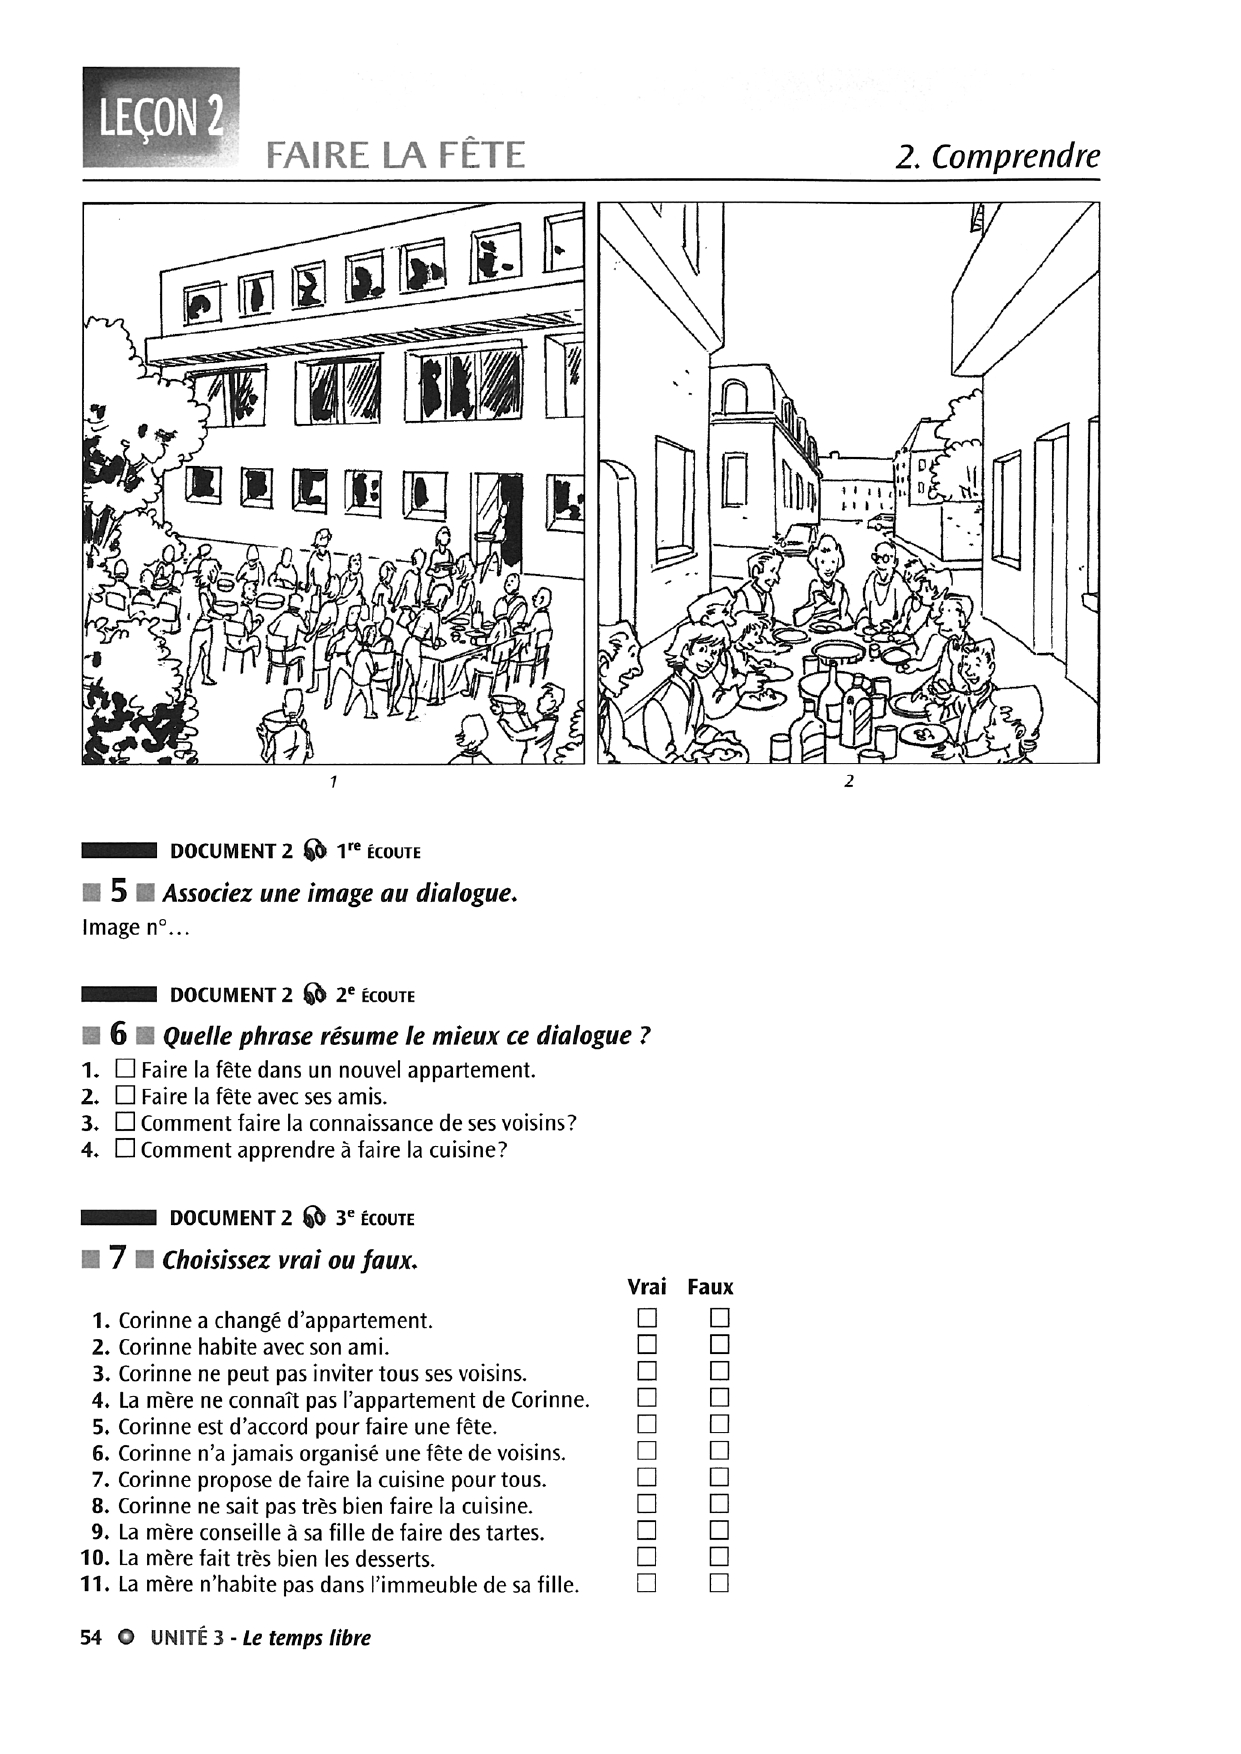 LEÇON 2
FAIRE LA FÊTE
2. Comprendre
1
2
DOCUMENT 2 1re ÉCOUTE
5 Associez une image au dialogue.
Image n°...
DOCUMENT 2 2e ÉCOUTE
6 Quelle phrase résume le mieux ce dialogue ?
1. ☐ Faire la fête dans un nouvel appartement.
2. ☐ Faire la fête avec ses amis.
3. ☐ Comment faire la connaissance de ses voisins?
4. ☐ Comment apprendre à faire la cuisine?
DOCUMENT 2 3e ÉCOUTE
7 Choisissez vrai ou faux.
Vrai Faux
1. Corinne a changé d'appartement. ☐ ☐
2. Corinne habite avec son ami. ☐ ☐
3. Corinne ne peut pas inviter tous ses voisins. ☐ ☐
4. La mère ne connaît pas l'appartement de Corinne. ☐ ☐
5. Corinne est d'accord pour faire une fête. ☐ ☐
6. Corinne n'a jamais organisé une fête de voisins. ☐ ☐
7. Corinne propose de faire la cuisine pour tous. ☐ ☐
8. Corinne ne sait pas très bien faire la cuisine. ☐ ☐
9. La mère conseille à sa fille de faire des tartes. ☐ ☐
10. La mère fait très bien les desserts. ☐ ☐
11. La mère n'habite pas dans l'immeuble de sa fille. ☐ ☐
54 UNITÉ 3 - Le temps libre